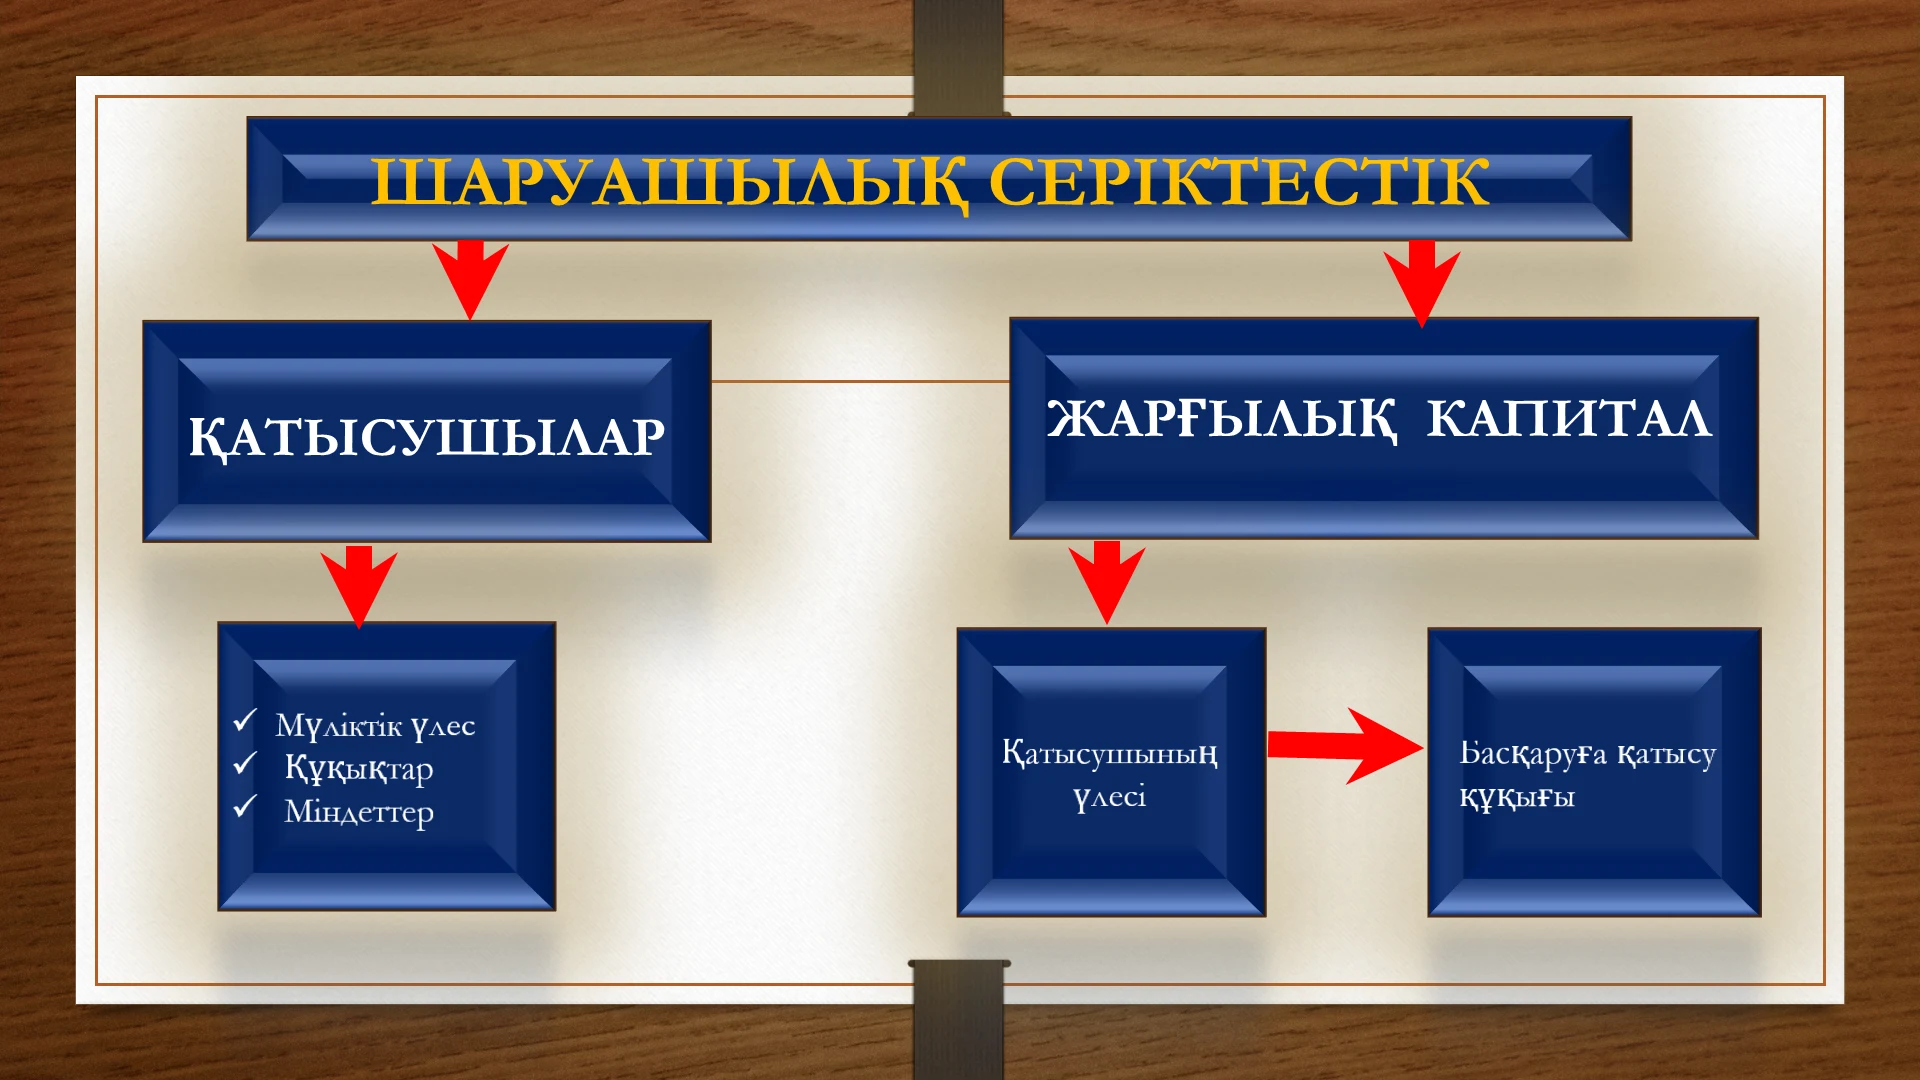 ШАРУАШЫЛЫҚ СЕРІКТЕСТІК
ҚАТЫСУШЫЛАР
ЖАРҒЫЛЫҚ КАПИТАЛ
✓ Мүліктік үлес
✓ Құқықтар
✓ Міндеттер
Қатысушының
үлесі
Басқаруға қатысу
құқығы